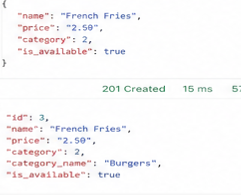 {
"name": "French Fries",
"price": "2.50",
"category": 2,
"is_available": true
}
201 Created 15 ms 57
"id": 3,
"name": "French Fries",
"price": "2.50",
"category": 2,
"category_name": "Burgers",
"is_available": true